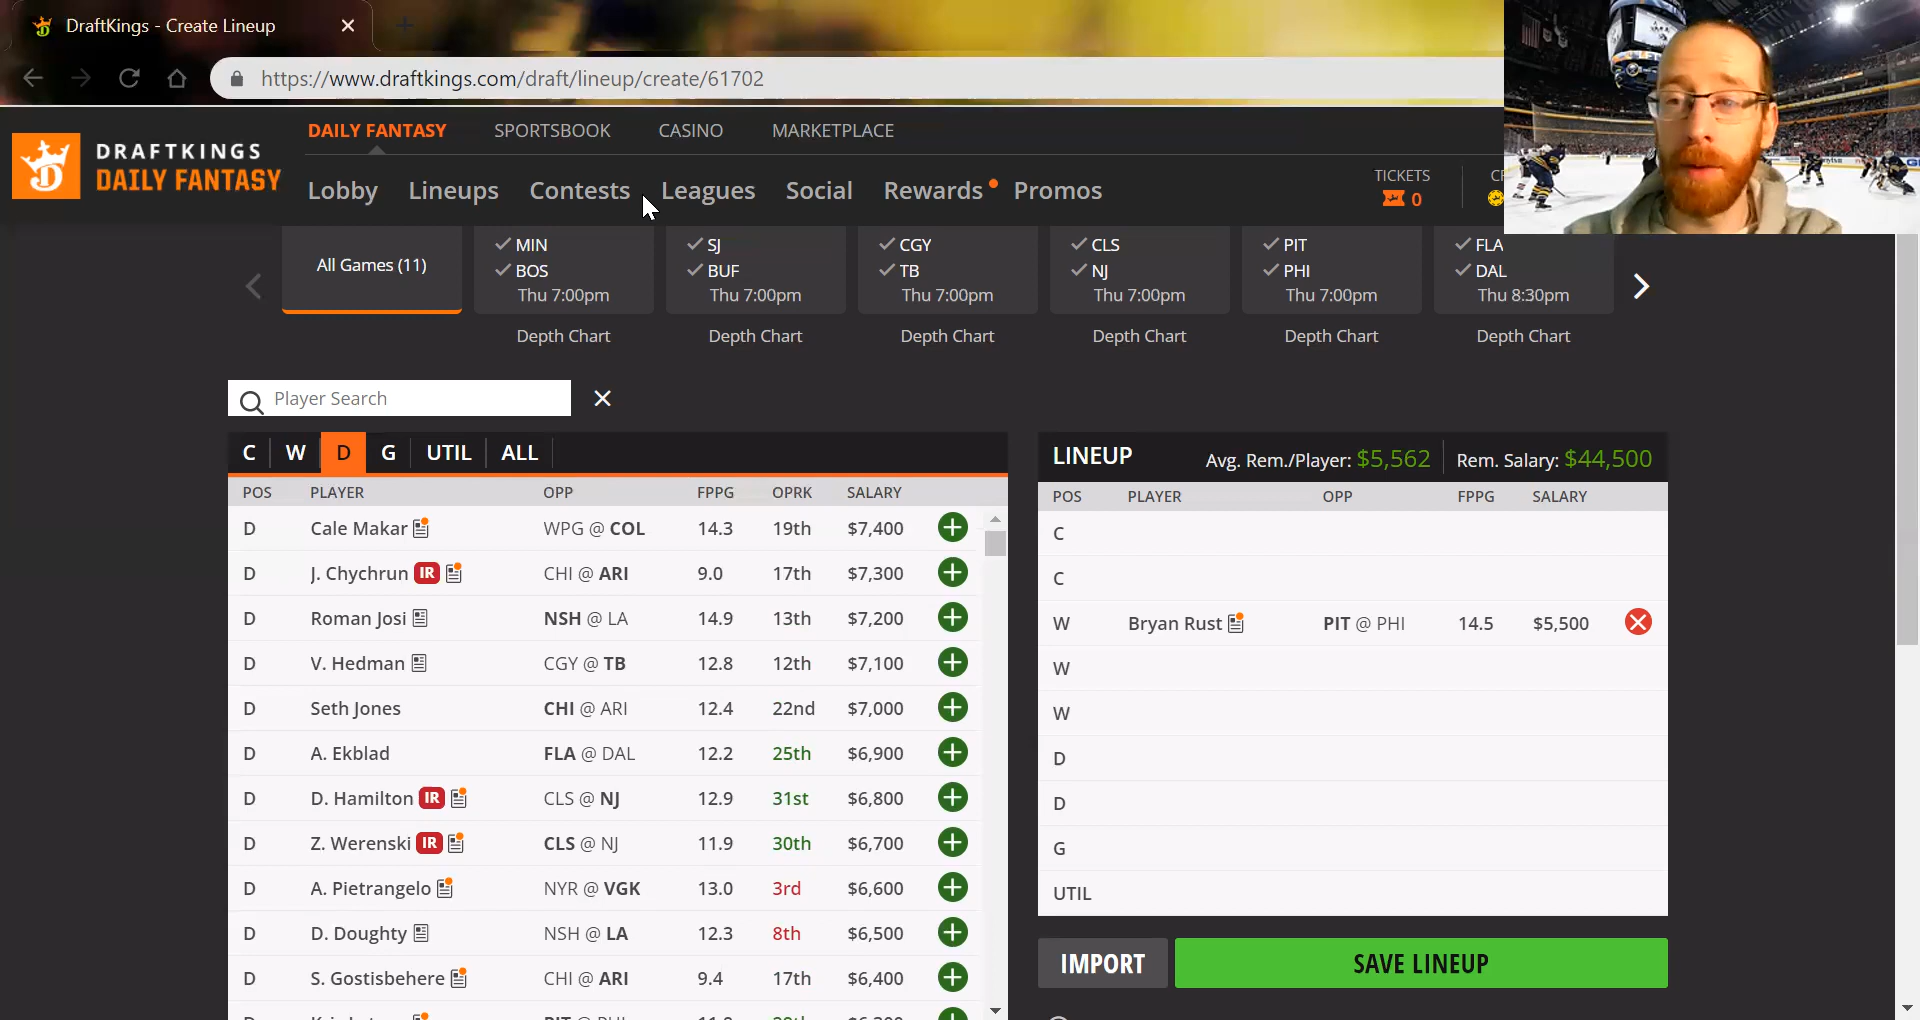 DraftKings - Create Lineup
https://www.draftkings.com/draft/lineup/create/61702
DRAFTKINGS
DAILY FANTASY
DAILY FANTASY SPORTSBOOK CASINO MARKETPLACE
Lobby Lineups Contests Leagues Social Rewards Promos
TICKETS
0
All Games (11)
MIN
BOS
Thu 7:00pm
Depth Chart
SJ
BUF
Thu 7:00pm
Depth Chart
CGY
TB
Thu 7:00pm
Depth Chart
CLS
NJ
Thu 7:00pm
Depth Chart
PIT
PHI
Thu 7:00pm
Depth Chart
FLA
DAL
Thu 8:30pm
Depth Chart
Player Search
C W D G UTIL ALL
POS PLAYER OPP FPPG OPRK SALARY
D Cale Makar WPG @ COL 14.3 19th $7,400
D J. Chychrun IR CHI @ ARI 9.0 17th $7,300
D Roman Josi NSH @ LA 14.9 13th $7,200
D V. Hedman CGY @ TB 12.8 12th $7,100
D Seth Jones CHI @ ARI 12.4 22nd $7,000
D A. Ekblad FLA @ DAL 12.2 25th $6,900
D D. Hamilton IR CLS @ NJ 12.9 31st $6,800
D Z. Werenski IR CLS @ NJ 11.9 30th $6,700
D A. Pietrangelo NYR @ VGK 13.0 3rd $6,600
D D. Doughty NSH @ LA 12.3 8th $6,500
D S. Gostisbehere CHI @ ARI 9.4 17th $6,400
LINEUP Avg. Rem./Player: $5,562 Rem. Salary: $44,500
POS PLAYER OPP FPPG SALARY
C
C
W Bryan Rust PIT @ PHI 14.5 $5,500
W
W
D
D
G
UTIL
IMPORT SAVE LINEUP